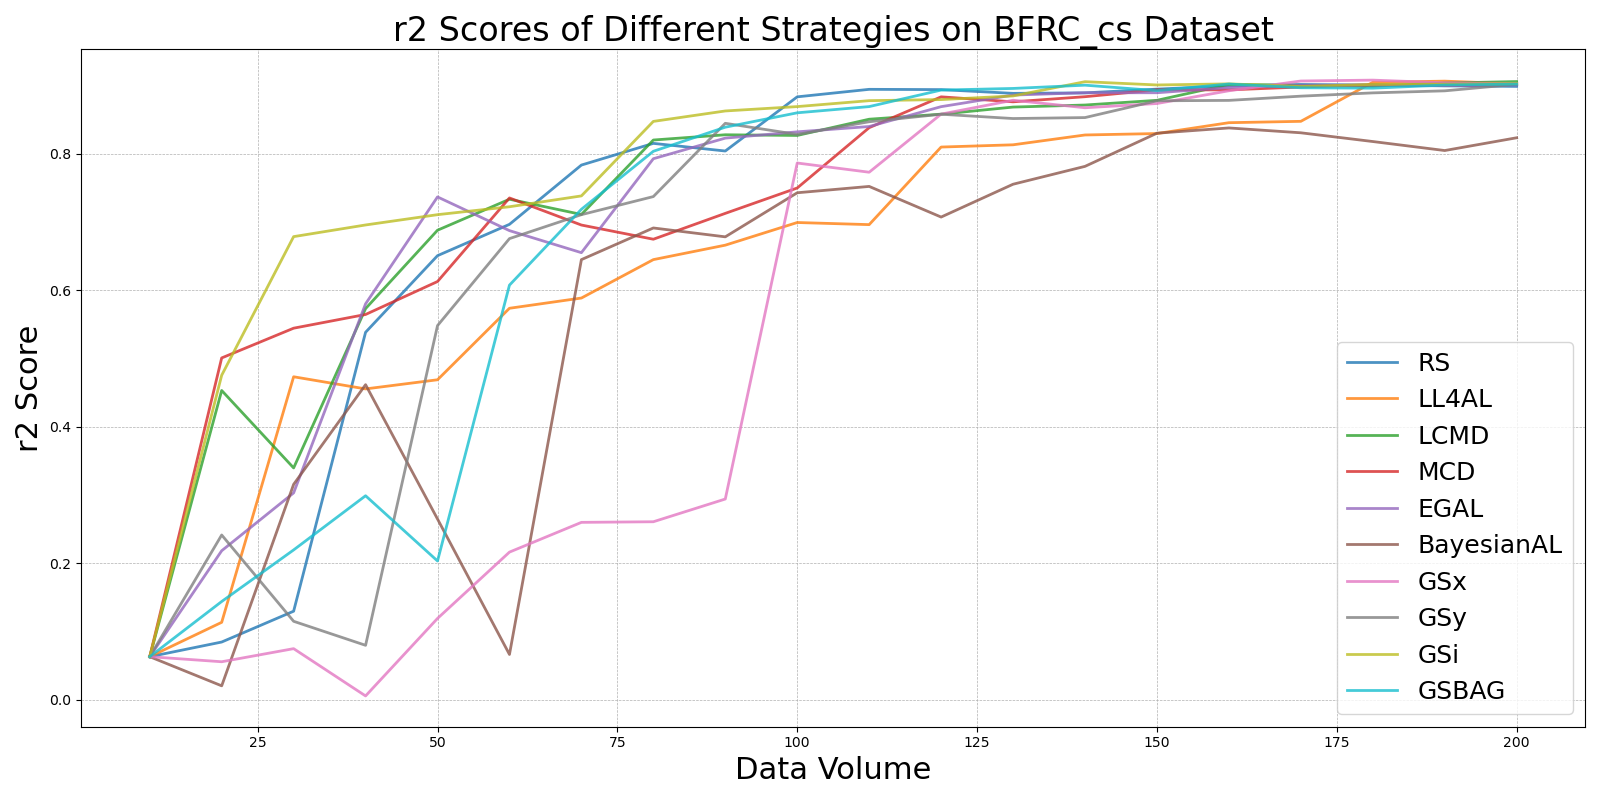 r2 Scores of Different Strategies on BFRC_cs Dataset
r2 Score
0.8
0.6
0.4
0.2
0.0
RS
LL4AL
LCMD
MCD
EGAL
BayesianAL
GSx
GSy
GSi
GSBAG
25 50 75 100 125 150 175 200
Data Volume